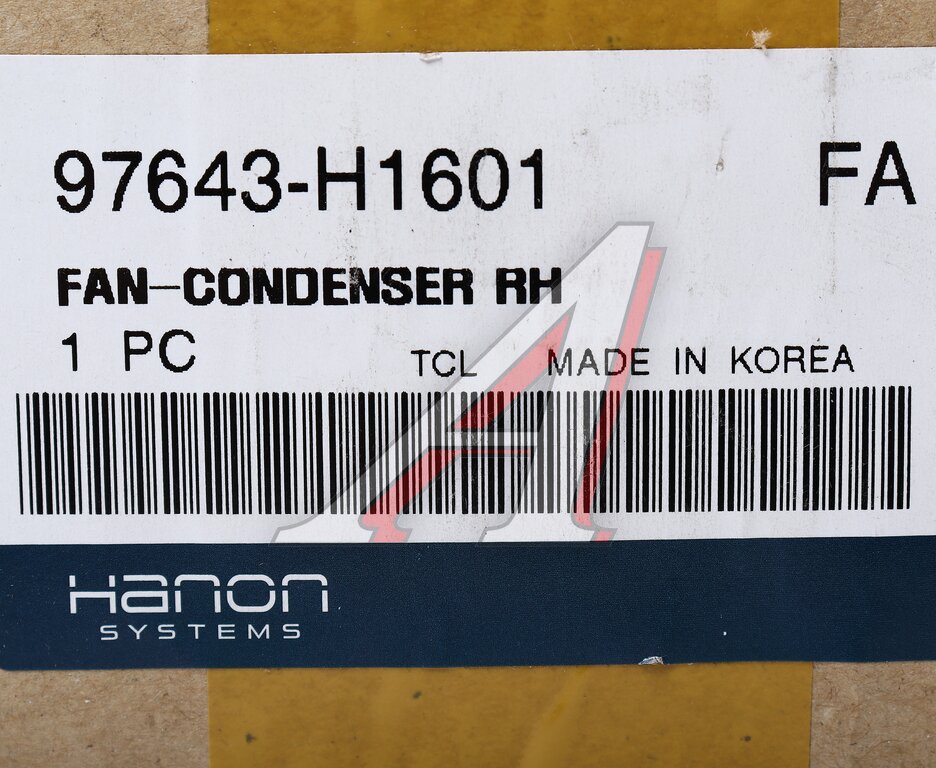 97643-H1601 FA
FAN-CONDENSER RH
1 PC TCL MADE IN KOREA
Hanon
SYSTEMS